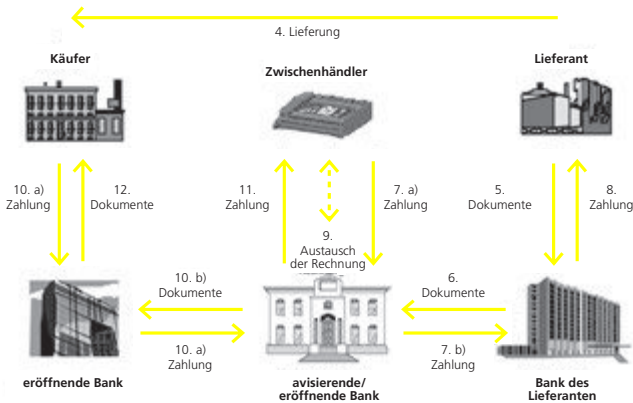 4. Lieferung
Käufer
Zwischenhändler
Lieferant
10. a)
Zahlung
12.
Dokumente
11.
Zahlung
7. a)
Zahlung
5.
Dokumente
8.
Zahlung
9.
Austausch
der Rechnung
10. b)
Dokumente
6.
Dokumente
10. a)
Zahlung
7. b)
Zahlung
eröffnende Bank
avisierende/
eröffnende Bank
Bank des
Lieferanten